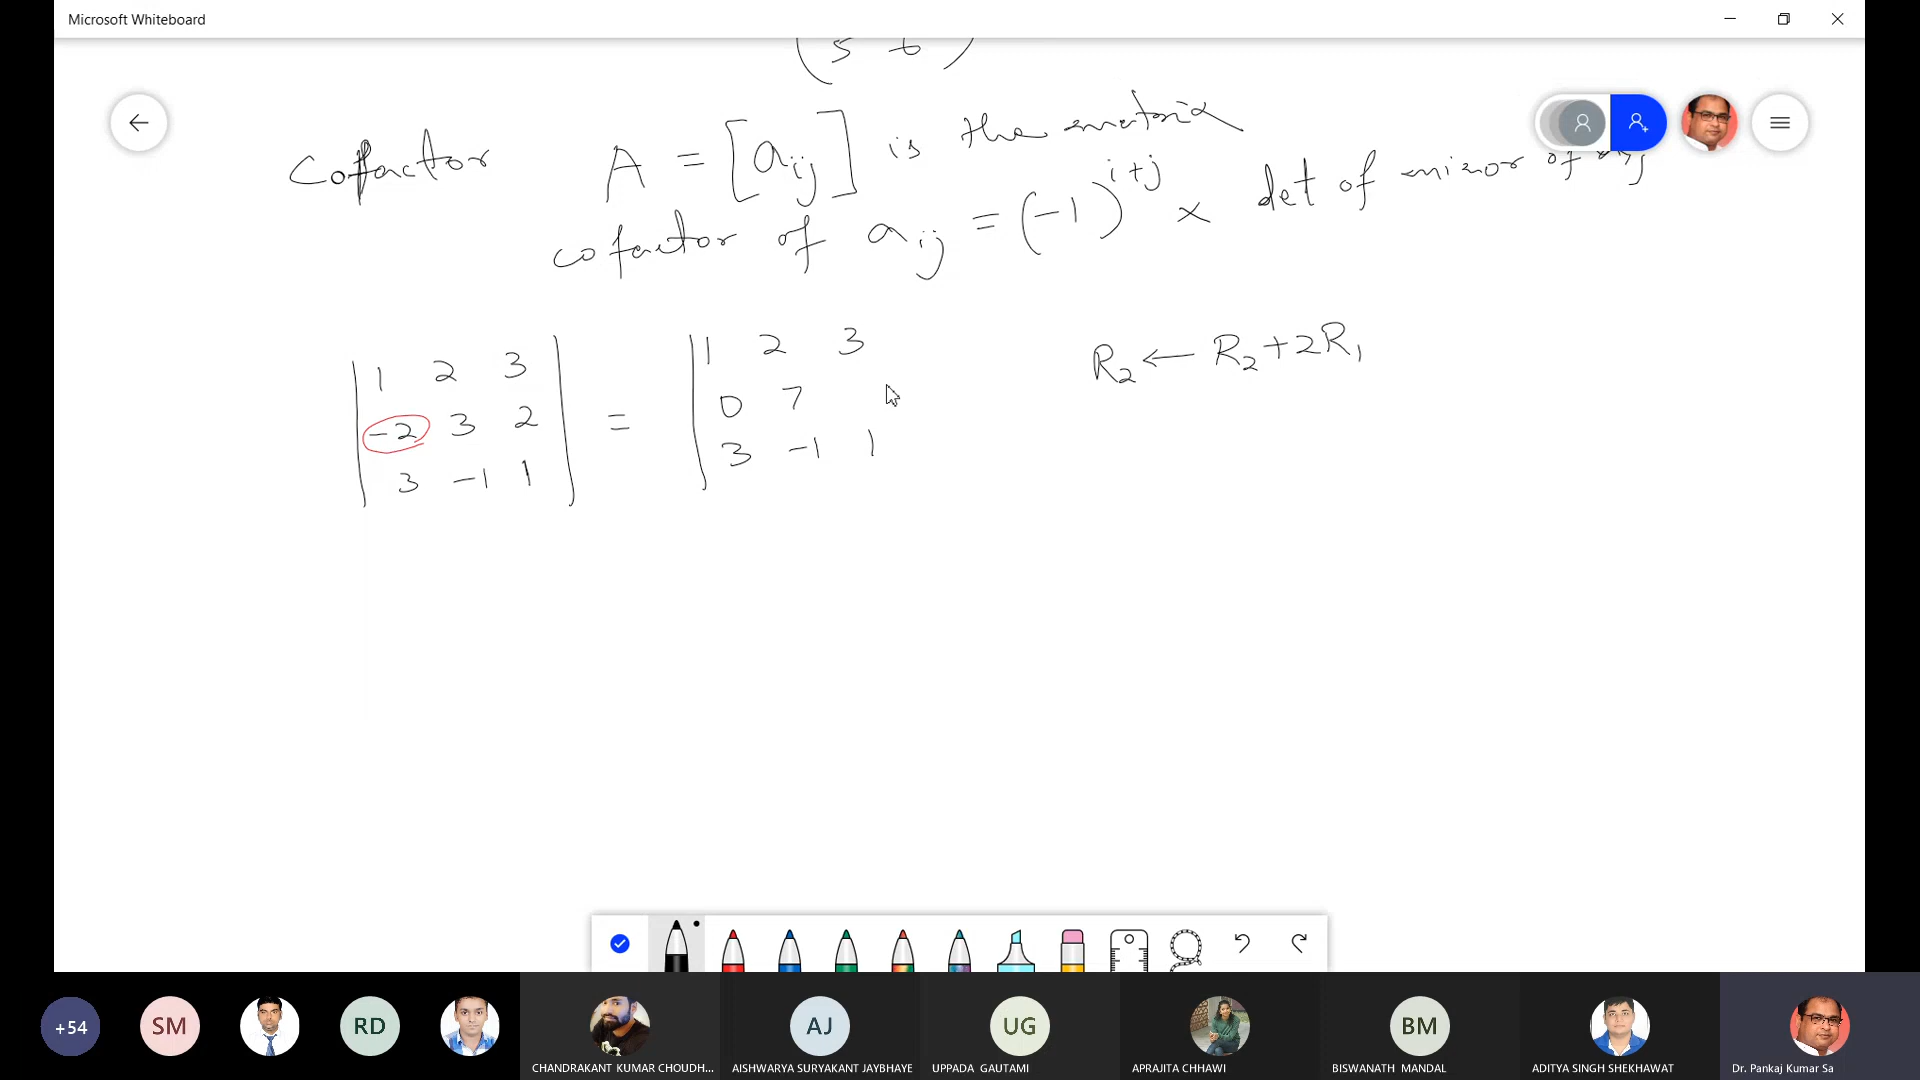 Microsoft Whiteboard
(5 6)
Cofactor A = [aij] is the matrix
cofactor of aij = (-1)^i+j × det of minor of aij
| 1 2 3 | = | 1 2 3 | R2 ← R2+2R1
| -2 3 2 | | 0 7
| 3 -1 1 | | 3 -1 1
+54 SM RD AJ UG BM
CHANDRAKANT KUMAR CHOUDH... AISHWARYA SURYAKANT JAYBHAYE UPPADA GAUTAMI APRAJITA CHHAWI BISWANATH MANDAL ADITYA SINGH SHEKHAWAT Dr. Pankaj Kumar Sa